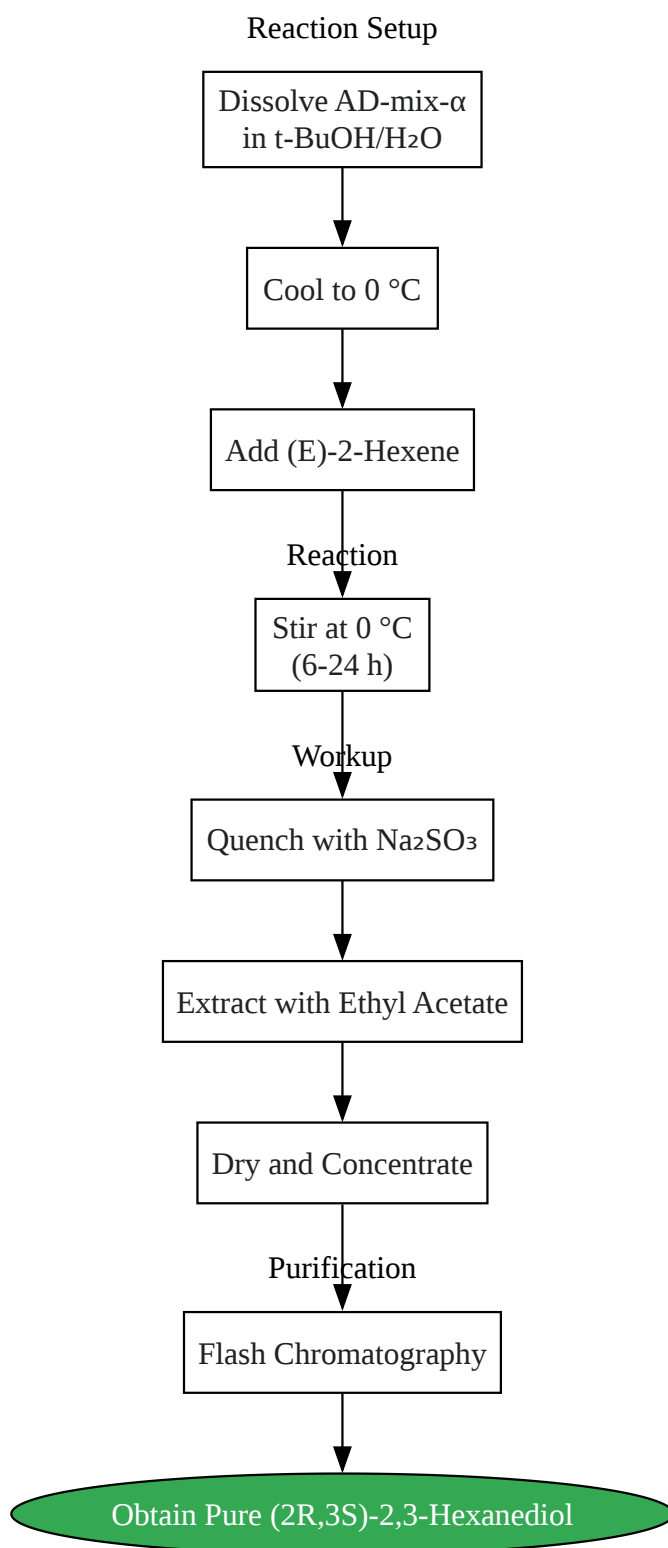 Reaction Setup
Dissolve AD-mix-α
in t-BuOH/H₂O
Cool to 0 °C
Add (E)-2-Hexene
Reaction
Stir at 0 °C
(6-24 h)
Workup
Quench with Na₂SO₃
Extract with Ethyl Acetate
Dry and Concentrate
Purification
Flash Chromatography
Obtain Pure (2R,3S)-2,3-Hexanediol